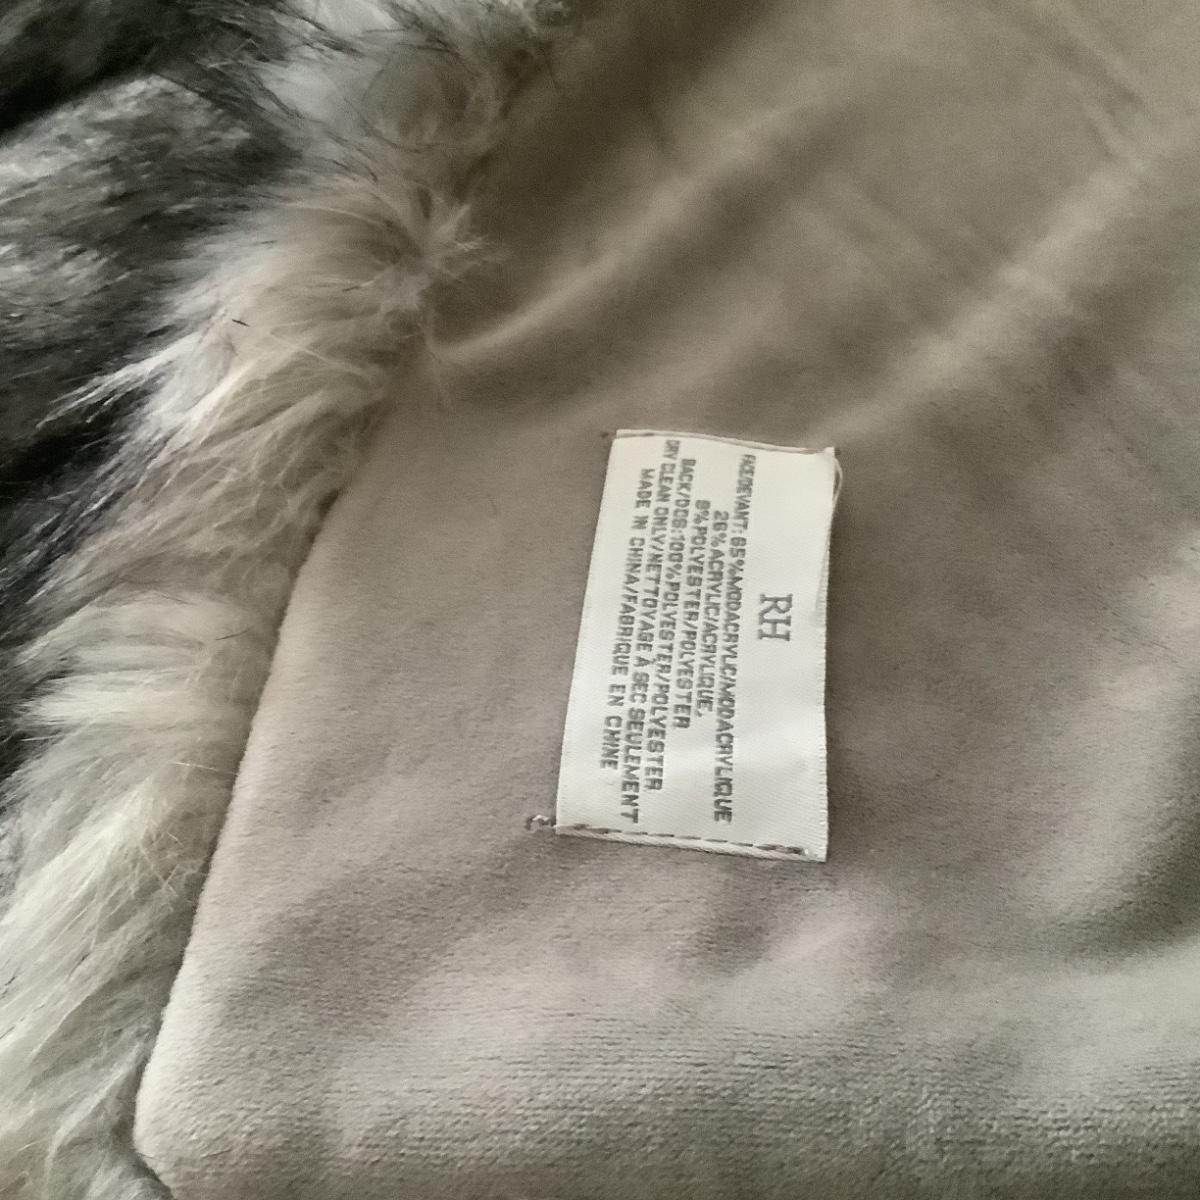 RH
FACE/DEVANT: 65%MODACRYLIC/MODACRYLIQUE
26%ACRYLIC/ACRYLIQUE,
9%POLYESTER/POLYESTER
BACK/DOS:100%POLYESTER/POLYESTER
DRY CLEAN ONLY/NETTOYAGE À SEC SEULEMENT
MADE IN CHINA/FABRIQUE EN CHINE